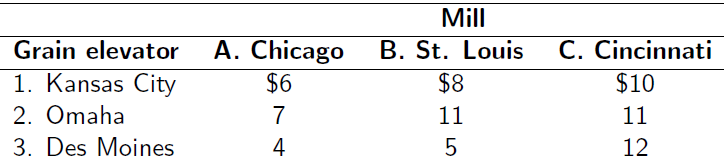 Mill
Grain elevator A. Chicago B. St. Louis C. Cincinnati
1. Kansas City $6 $8 $10
2. Omaha 7 11 11
3. Des Moines 4 5 12